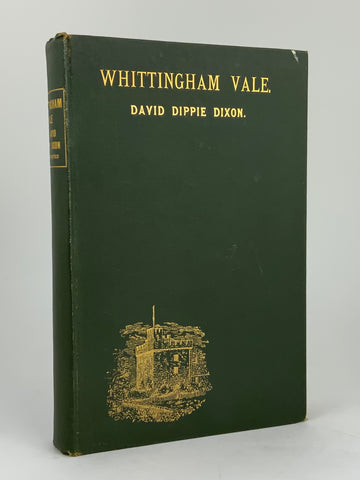 WHITTINGHAM VALE.
DAVID DIPPIE DIXON.